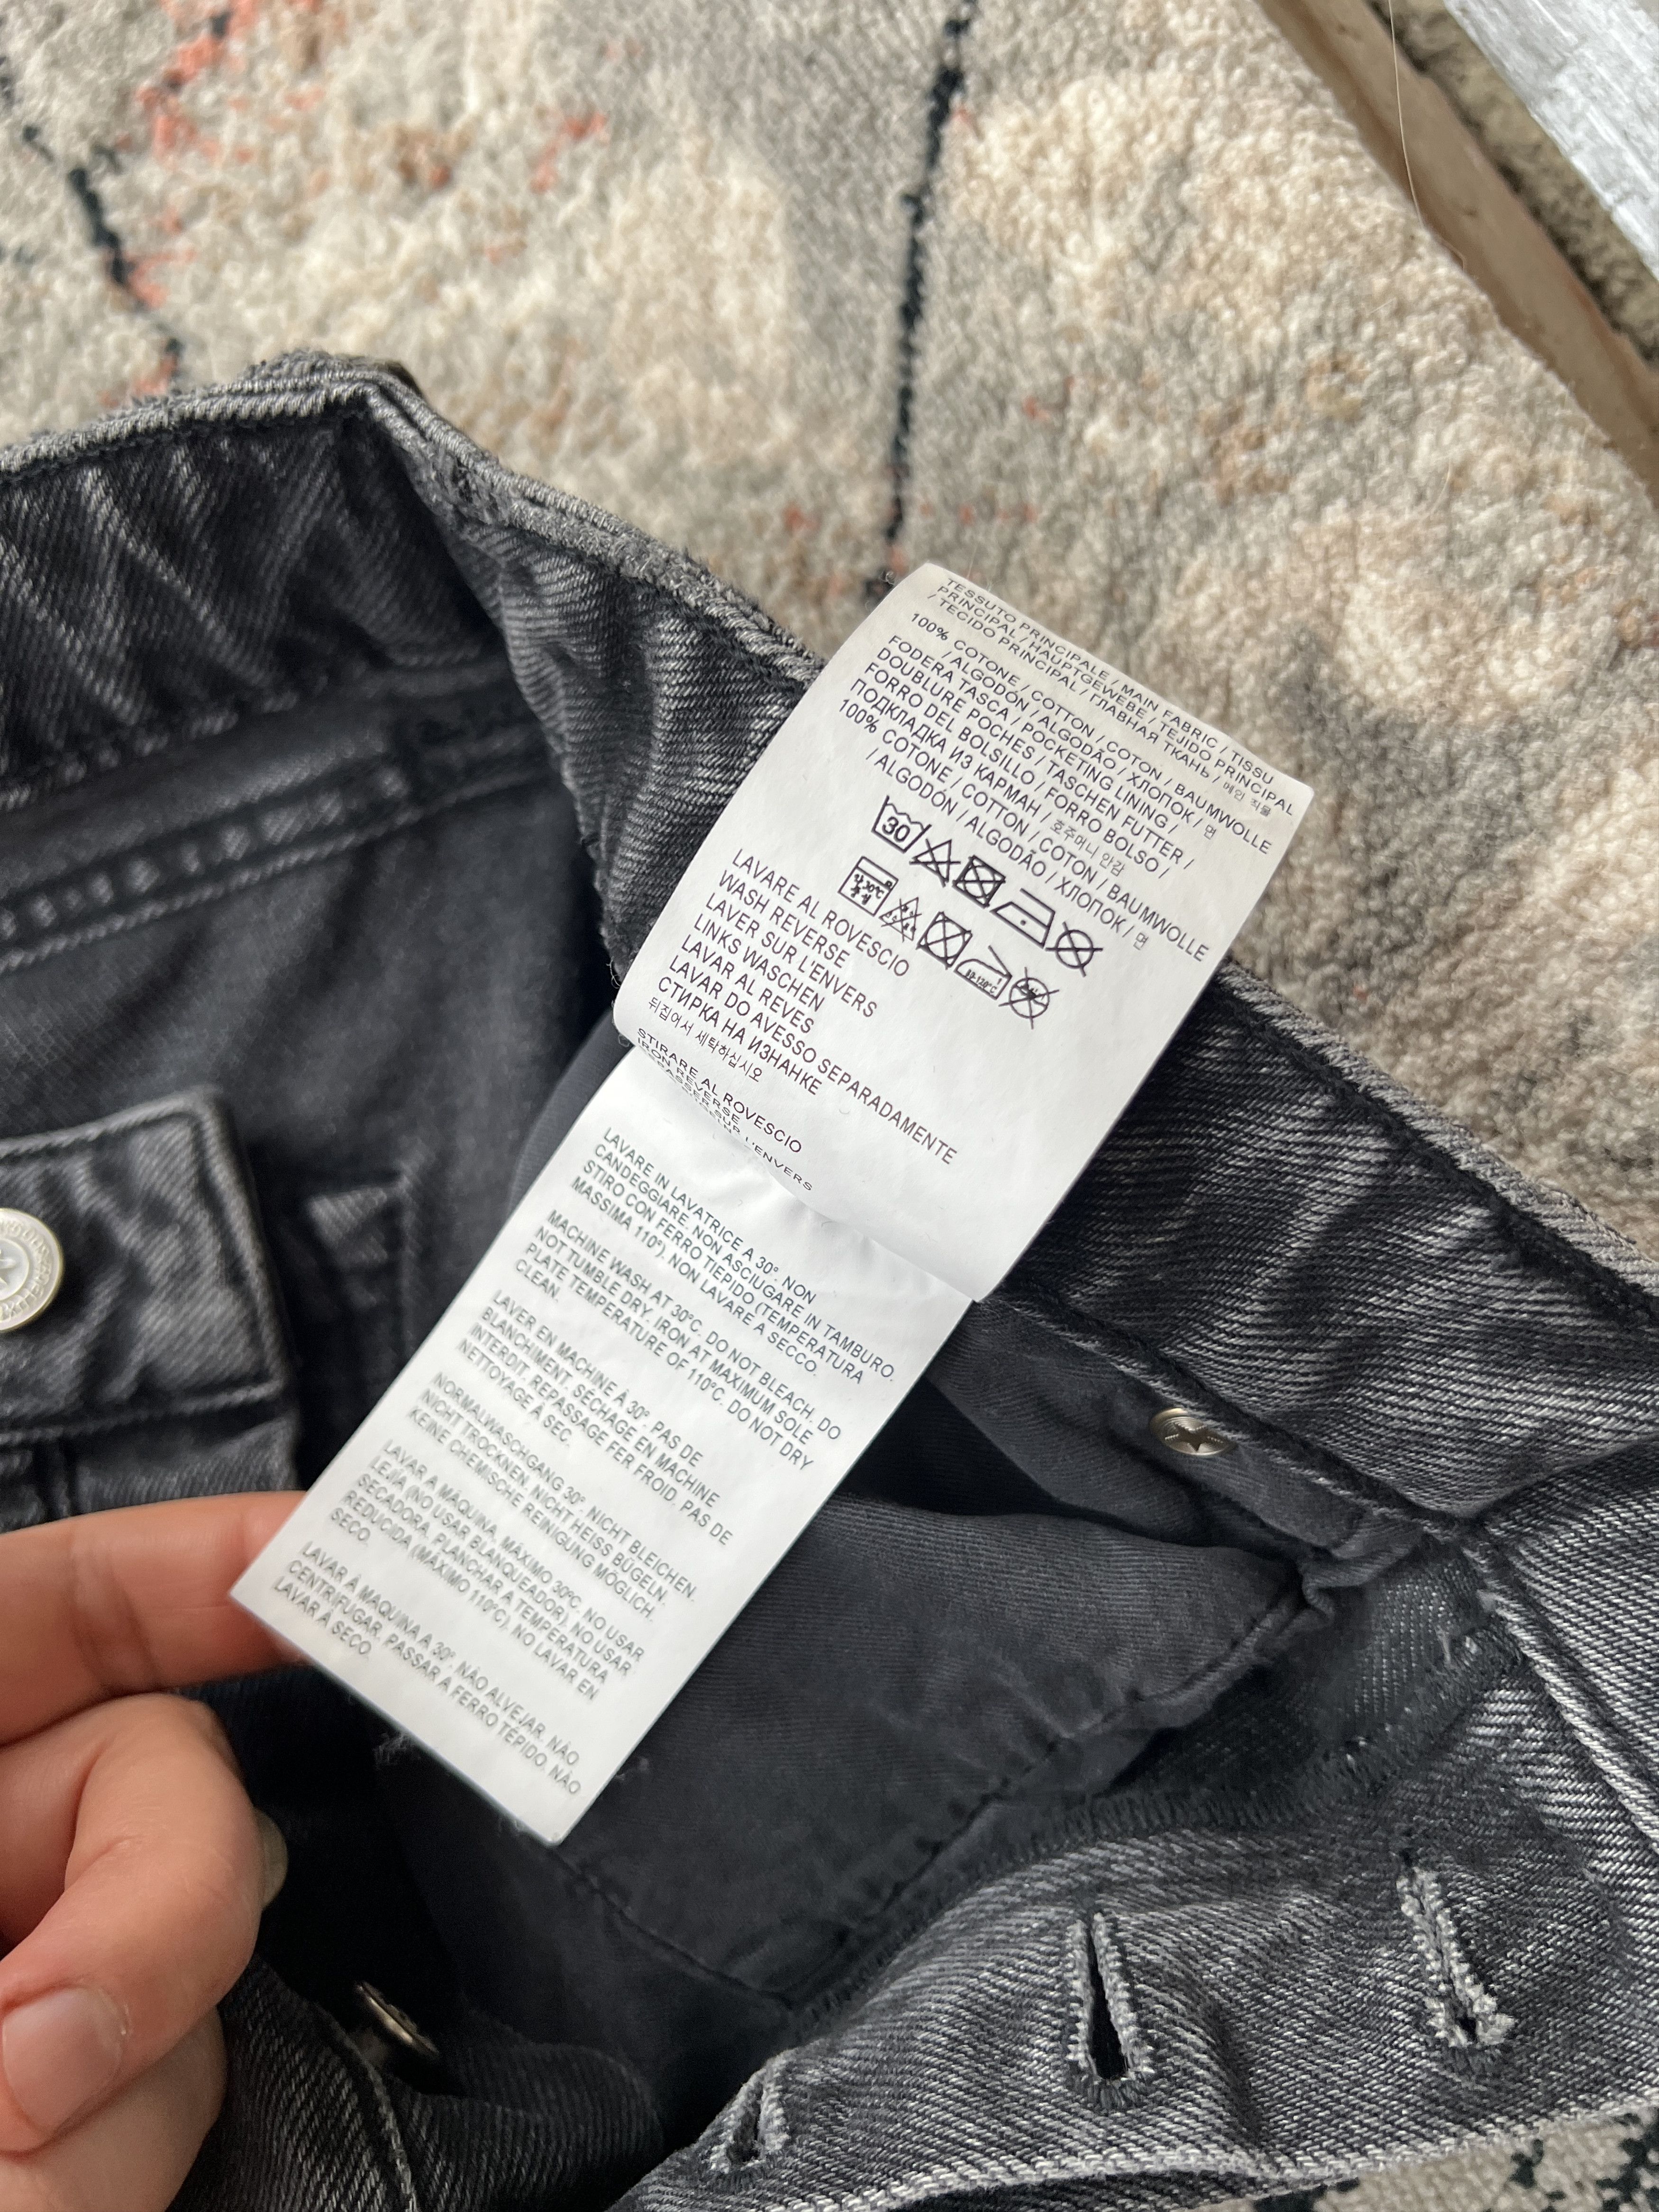 TESSUTO PRINCIPALE / MAIN FABRIC / TISSU
PRINCIPAL / HAUPTGEWEBE / TEJIDO PRINCIPAL
/ TECIDO PRINCIPAL / ГЛАВНАЯ ТКАНЬ / 메인 직물
100% COTONE / COTTON / COTON / BAUMWOLLE
/ ALGODÓN / ALGODÃO / ХЛОПОК / 면
FODERA TASCA / POCKETING LINING /
DOUBLURE POCHES / TASCHEN FUTTER /
FORRO DEL BOLSILLO / FORRO BOLSO /
ПОДКЛАДКА ИЗ КАРМАН / 호주머니 안감
100% COTONE / COTTON / COTON / BAUMWOLLE
/ ALGODÓN / ALGODÃO / ХЛОПОК / 면
30
LAVARE AL ROVESCIO
WASH REVERSE
LAVER SUR L'ENVERS
LINKS WASCHEN
LAVAR AL REVES
LAVAR DO AVESSO SEPARADAMENTE
СТИРКА НА ИЗНАНКЕ
뒤집어서 세탁하십시오
STIRARE AL ROVESCIO
IRON REVERSE
L'ENVERS
LAVARE IN LAVATRICE A 30°. NON
CANDEGGIARE. NON ASCIUGARE IN TAMBURO.
STIRO CON FERRO TIEPIDO (TEMPERATURA
MASSIMA 110°). NON LAVARE A SECCO.
MACHINE WASH AT 30°C. DO NOT BLEACH. DO
NOT TUMBLE DRY. IRON AT MAXIMUM SOLE
PLATE TEMPERATURE OF 110°C. DO NOT DRY
CLEAN.
LAVER EN MACHINE À 30°. PAS DE
BLANCHIMENT. SÉCHAGE EN MACHINE
INTERDIT. REPASSAGE FER FROID. PAS DE
NETTOYAGE À SEC.
NORMALWASCHGANG 30°. NICHT BLEICHEN.
NICHT TROCKNEN. NICHT HEISS BÜGELN.
KEINE CHEMISCHE REINIGUNG MÖGLICH.
LAVAR A MÁQUINA, MÁXIMO 30ºC. NO USAR
LEJÍA (NO USAR BLANQUEADOR). NO USAR
SECADORA. PLANCHAR A TEMPERATURA
REDUCIDA (MÁXIMO 110°C). NO LAVAR EN
SECO.
LAVAR Á MAQUINA A 30°. NÃO ALVEJAR. NÃO
CENTRIFUGAR. PASSAR A FERRO TÉPIDO. NÃO
LAVAR Á SECO.